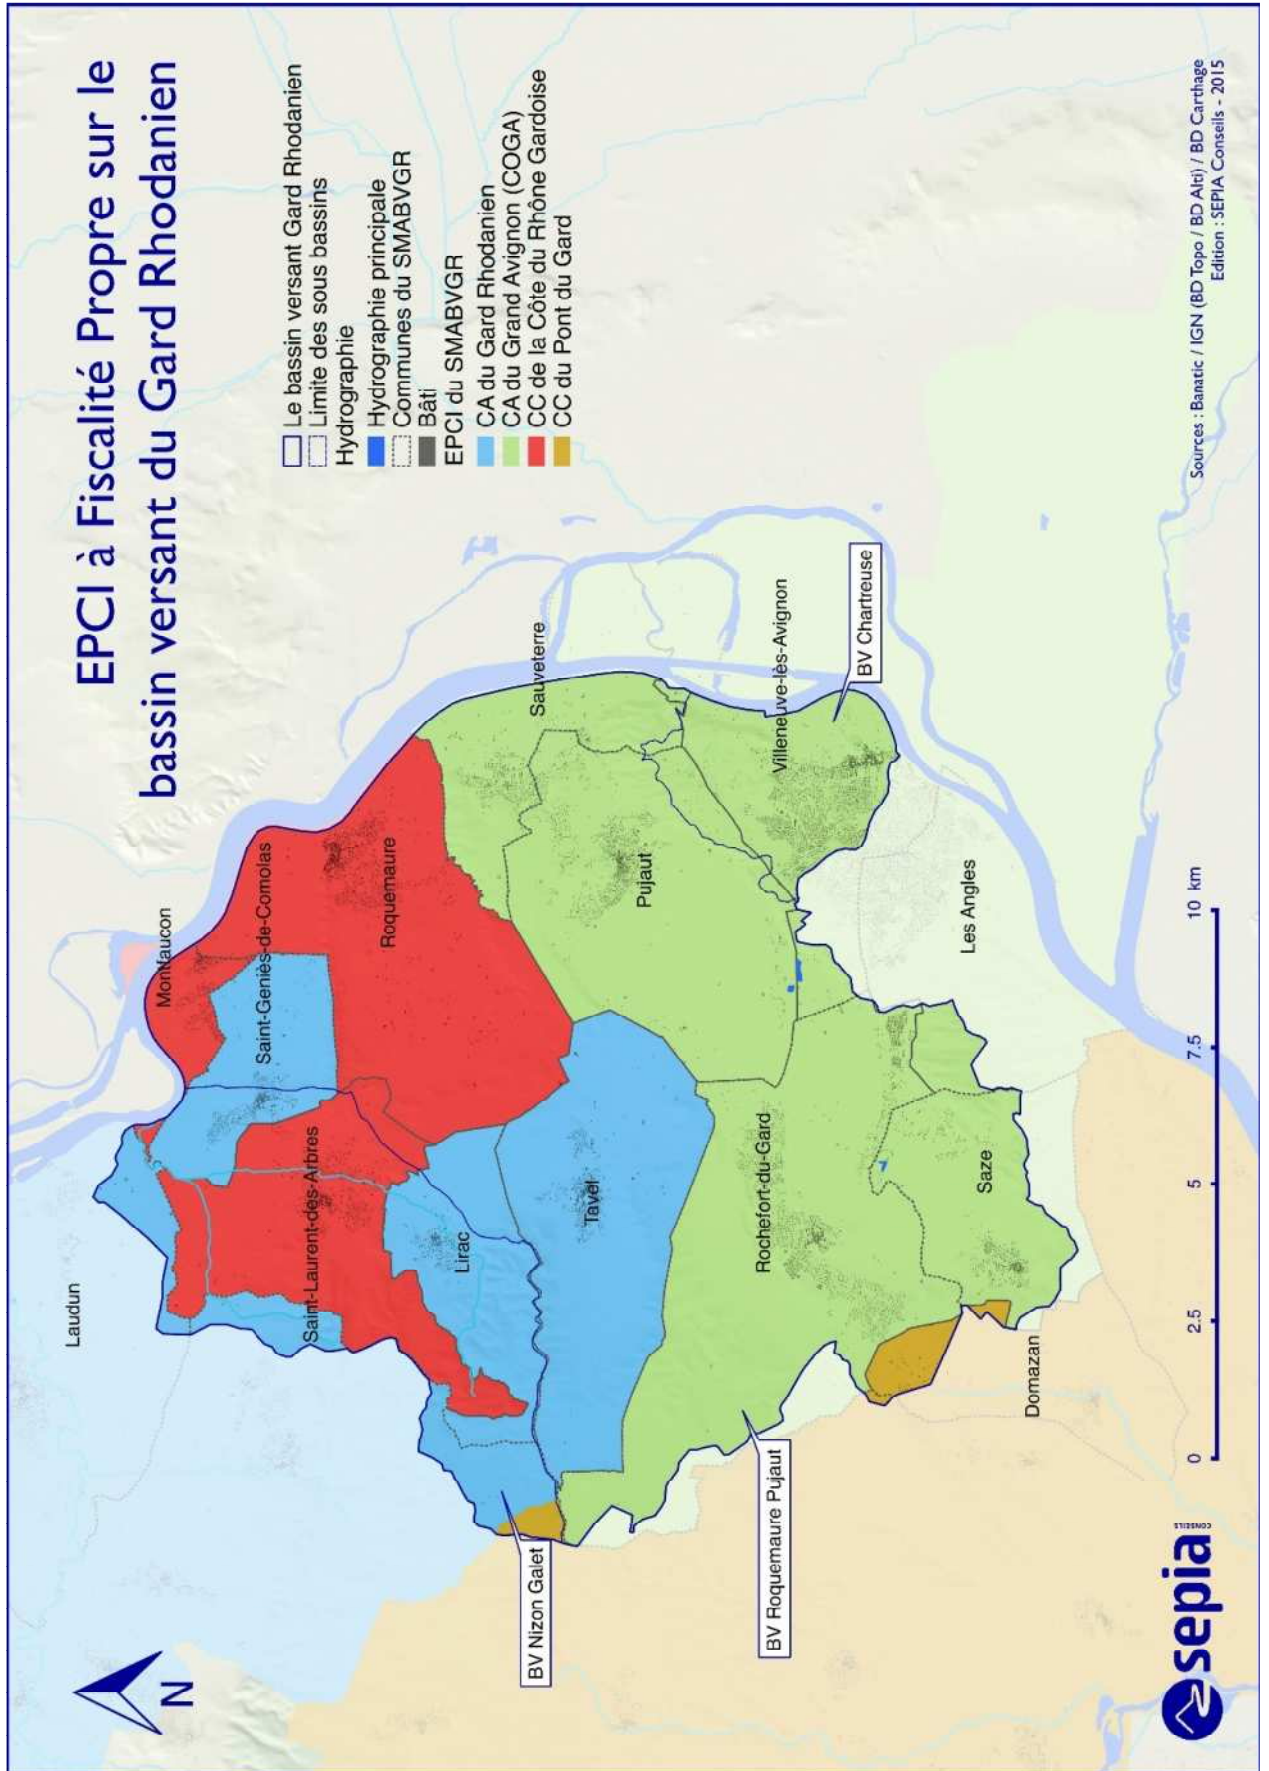 EPCI à Fiscalité Propre sur le
bassin versant du Gard Rhodanien
Le bassin versant Gard Rhodanien
Limite des sous bassins
Hydrographie
Hydrographie principale
Communes du SMABVGR
Bâti
EPCI du SMABVGR
CA du Gard Rhodanien
CA du Grand Avignon (COGA)
CC de la Côte du Rhône Gardoise
CC du Pont du Gard
Laudun
Montfaucon
Saint-Geniès-de-Comolas
Saint-Laurent-des-Arbres
Roquemaure
Lirac
Sauveterre
BV Nizon Galet
Tavel
Pujaut
Rochefort-du-Gard
Villeneuve-lès-Avignon
BV Roquemaure Pujaut
BV Chartreuse
Saze
Les Angles
Domazan
N
0 2.5 5 7.5 10 km
sepia
CONSEILS
Sources : Banatic / IGN (BD Topo / BD Alti) / BD Carthage
Edition : SEPIA Conseils - 2015